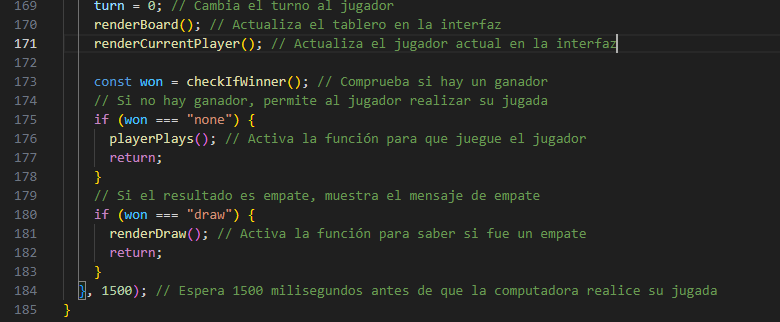 169 turn = 0; // Cambia el turno al jugador
170 renderBoard(); // Actualiza el tablero en la interfaz
171 renderCurrentPlayer(); // Actualiza el jugador actual en la interfaz
172
173 const won = checkIfWinner(); // Comprueba si hay un ganador
174 // Si no hay ganador, permite al jugador realizar su jugada
175 if (won === "none") {
176 playerPlays(); // Activa la función para que juegue el jugador
177 return;
178 }
179 // Si el resultado es empate, muestra el mensaje de empate
180 if (won === "draw") {
181 renderDraw(); // Activa la función para saber si fue un empate
182 return;
183 }
184 }, 1500); // Espera 1500 milisegundos antes de que la computadora realice su jugada
185 }